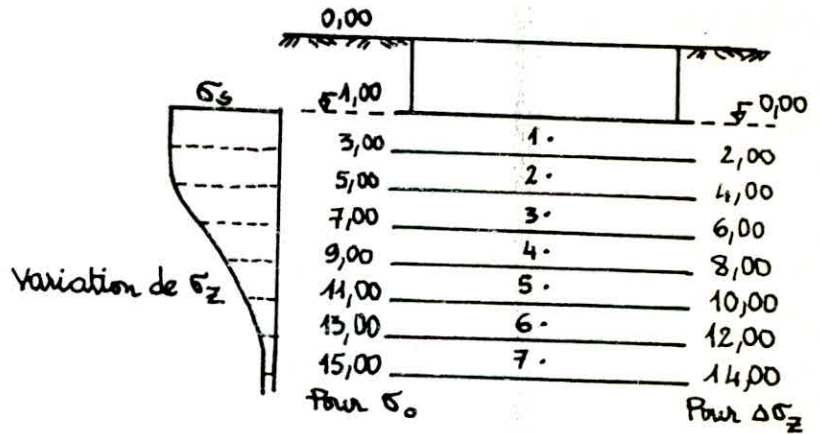 0,00
σs 1,00 0,00
3,00 1. 2,00
5,00 2. 4,00
7,00 3. 6,00
9,00 4. 8,00
Variation de σz 11,00 5. 10,00
13,00 6. 12,00
15,00 7. 14,00
Pour σo Pour Δσz